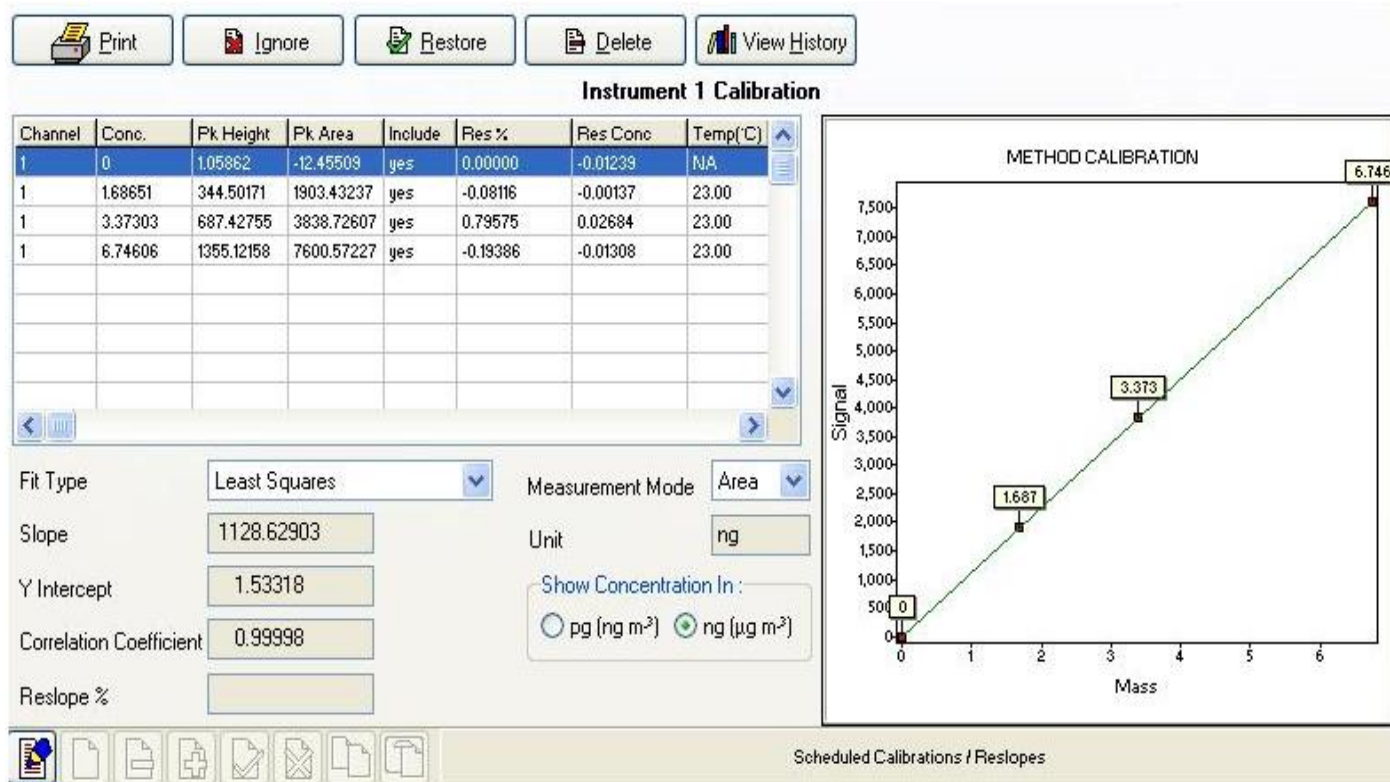 Print Ignore Restore Delete View History
Instrument 1 Calibration
Channel Conc. Pk Height Pk Area Include Res % Res Conc Temp(°C)
1 0 1.05862 -12.45509 yes 0.00000 -0.01239 NA
1 1.68651 344.50171 1903.43237 yes -0.08116 -0.00137 23.00
1 3.37303 687.42755 3838.72607 yes 0.79575 0.02684 23.00
1 6.74606 1355.12158 7600.57227 yes -0.19386 -0.01308 23.00
Fit Type Least Squares
Slope 1128.62903
Y Intercept 1.53318
Correlation Coefficient 0.99998
Reslope %
Measurement Mode Area
Unit ng
Show Concentration In :
pg (ng m-³) ng (µg m-³)
METHOD CALIBRATION
6.746
7,500
7,000
6,500
6,000
5,500
5,000
4,500
3.373
4,000
3,500
3,000
2,500
1.687
2,000
1,500
1,000
500
0
0
Signal
0 1 2 3 4 5 6
Mass
Scheduled Calibrations / Reslopes